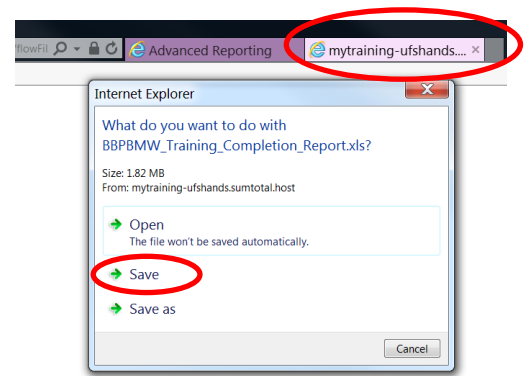 flowFil Advanced Reporting mytraining-ufshands.... ×
Internet Explorer
What do you want to do with
BBPBMW_Training_Completion_Report.xls?
Size: 1.82 MB
From: mytraining-ufshands.sumtotal.host
Open
The file won't be saved automatically.
Save
Save as
Cancel